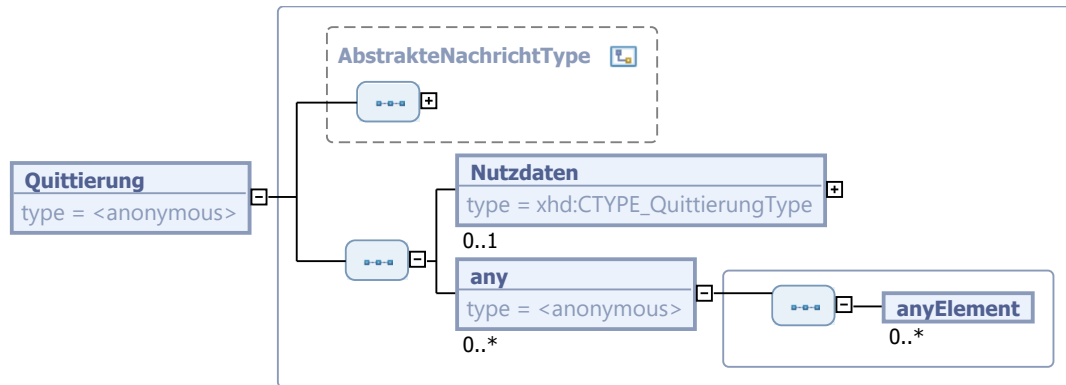 AbstrakteNachrichtType
Quittierung
type = <anonymous>
Nutzdaten
type = xhd:CTYPE_QuittierungType
0..1
any
type = <anonymous>
0..*
anyElement
0..*